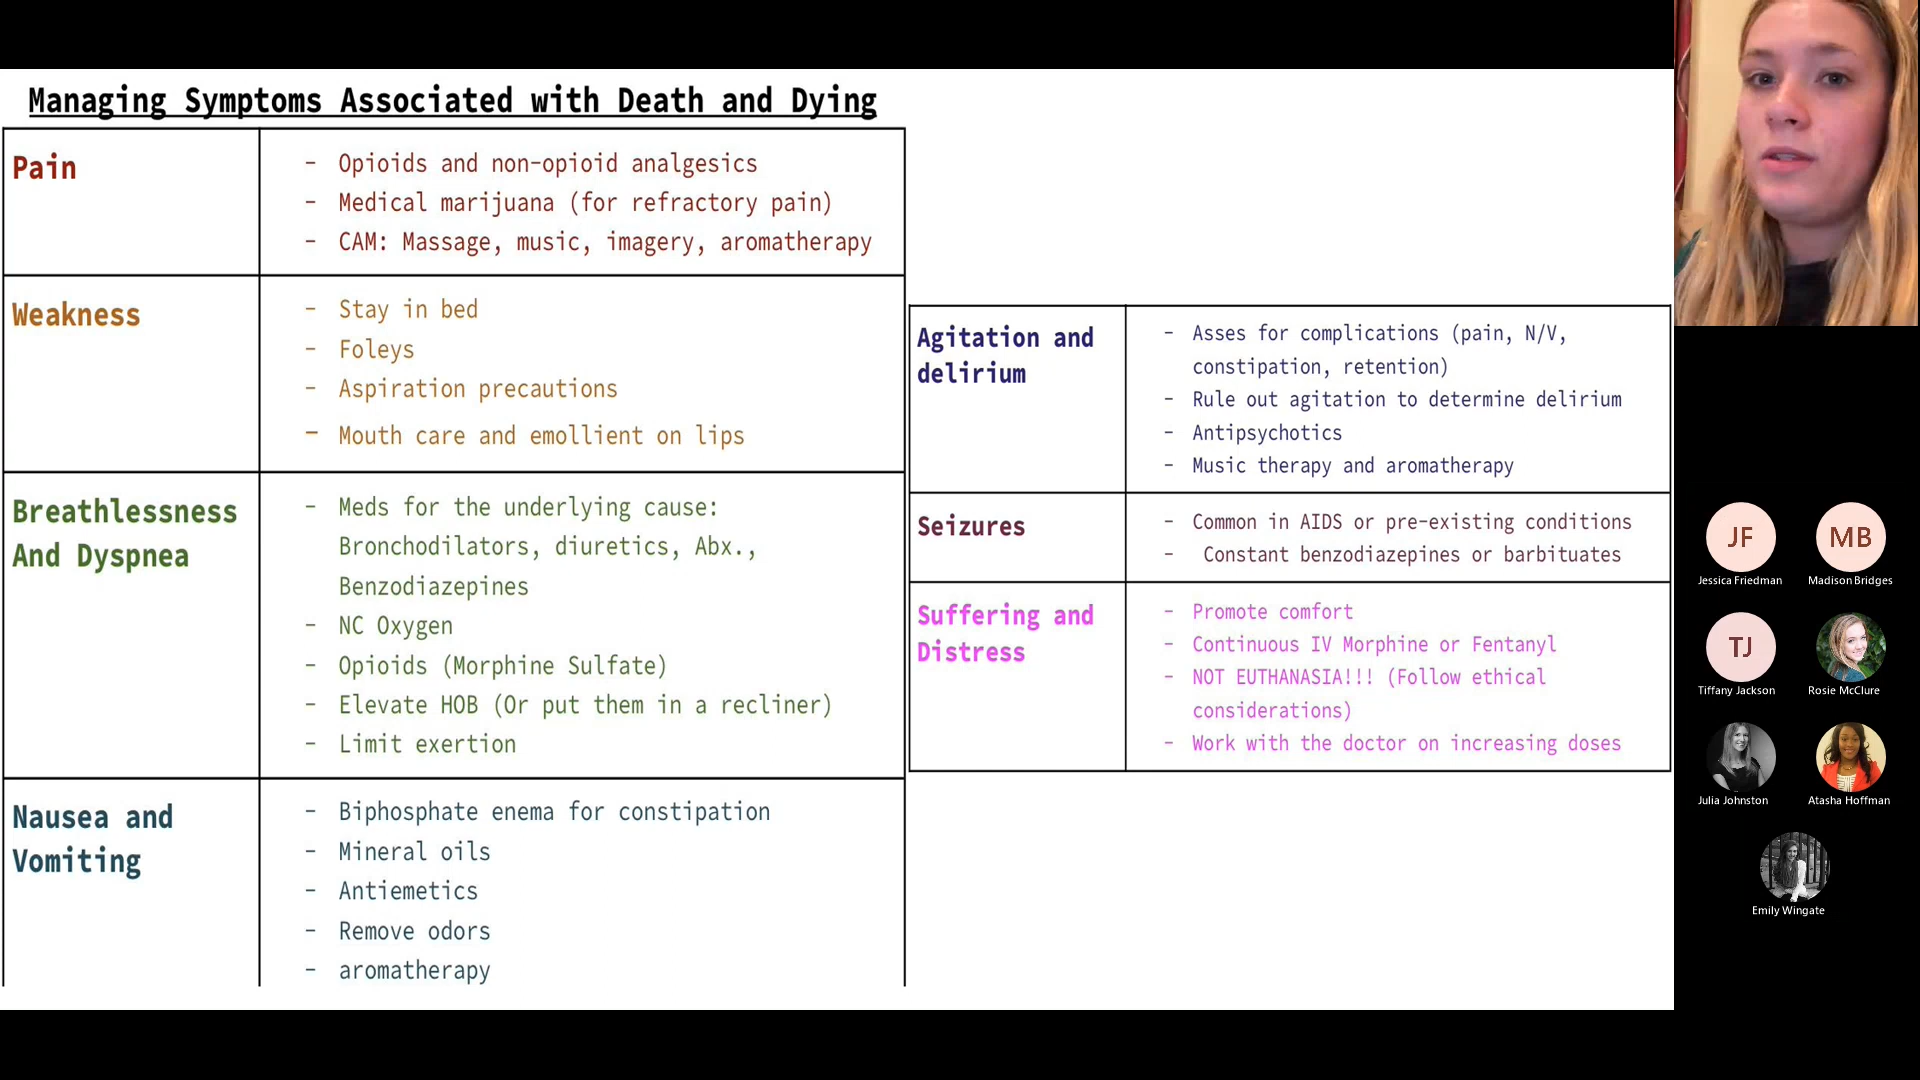 Managing Symptoms Associated with Death and Dying
Pain
- Opioids and non-opioid analgesics
- Medical marijuana (for refractory pain)
- CAM: Massage, music, imagery, aromatherapy
Weakness
- Stay in bed
- Foleys
- Aspiration precautions
- Mouth care and emollient on lips
Breathlessness
And Dyspnea
- Meds for the underlying cause:
Bronchodilators, diuretics, Abx.,
Benzodiazepines
- NC Oxygen
- Opioids (Morphine Sulfate)
- Elevate HOB (Or put them in a recliner)
- Limit exertion
Nausea and
Vomiting
- Biphosphate enema for constipation
- Mineral oils
- Antiemetics
- Remove odors
- aromatherapy
Agitation and
delirium
- Asses for complications (pain, N/V,
constipation, retention)
- Rule out agitation to determine delirium
- Antipsychotics
- Music therapy and aromatherapy
Seizures
- Common in AIDS or pre-existing conditions
- Constant benzodiazepines or barbituates
Suffering and
Distress
- Promote comfort
- Continuous IV Morphine or Fentanyl
- NOT EUTHANASIA!!! (Follow ethical
considerations)
- Work with the doctor on increasing doses
JF
MB
Jessica Friedman
Madison Bridges
TJ
Tiffany Jackson
Rosie McClure
Julia Johnston
Atasha Hoffman
Emily Wingate